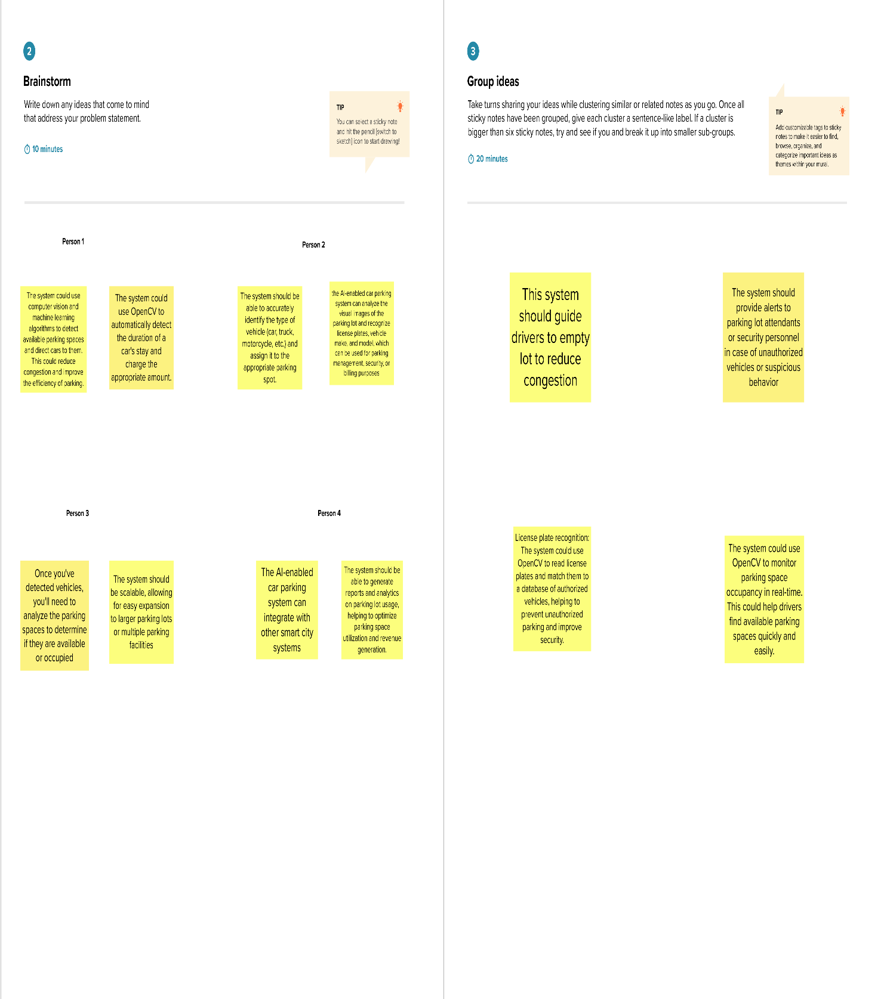 2
Brainstorm
Write down any ideas that come to mind
that address your problem statement.
10 minutes
TIP
You can select a sticky note
and hit the pencil [switch to
sketch] icon to start drawing!
Person 1
The system could use
computer vision and
machine learning
algorithms to detect
available parking spaces
and direct cars to them.
This could reduce
congestion and improve
the efficiency of parking.
The system could
use OpenCV to
automatically detect
the duration of a
car's stay and
charge the
appropriate amount.
Person 2
The system should be
able to accurately
identify the type of
vehicle (car, truck,
motorcycle, etc.) and
assign it to the
appropriate parking
spot.
the AI-enabled car parking
system can analyze the
visual images of the
parking lot and recognize
license plates, vehicle
make, and model, which
can be used for parking
management, security, or
billing purposes
Person 3
Once you've
detected vehicles,
you'll need to
analyze the parking
spaces to determine
if they are available
or occupied
The system should
be scalable, allowing
for easy expansion
to larger parking lots
or multiple parking
facilities
Person 4
The AI-enabled
car parking
system can
integrate with
other smart city
systems
The system should be
able to generate
reports and analytics
on parking lot usage,
helping to optimize
parking space
utilization and revenue
generation.
3
Group ideas
Take turns sharing your ideas while clustering similar or related notes as you go. Once all
sticky notes have been grouped, give each cluster a sentence-like label. If a cluster is
bigger than six sticky notes, try and see if you and break it up into smaller sub-groups.
20 minutes
TIP
Add customizable tags to sticky
notes to make it easier to find,
browse, organize, and
categorize important ideas as
themes within your mural.
This system
should guide
drivers to empty
lot to reduce
congestion
The system should
provide alerts to
parking lot attendants
or security personnel
in case of unauthorized
vehicles or suspicious
behavior
License plate recognition:
The system could use
OpenCV to read license
plates and match them to
a database of authorized
vehicles, helping to
prevent unauthorized
parking and improve
security.
The system could use
OpenCV to monitor
parking space
occupancy in real-time.
This could help drivers
find available parking
spaces quickly and
easily.